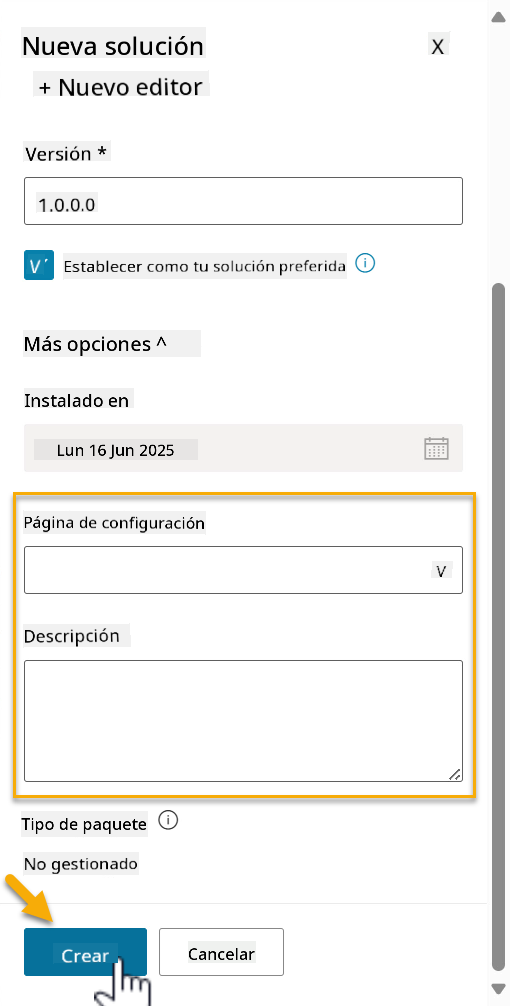 Nueva solución X
+ Nuevo editor
Versión *
1.0.0.0
V´ Establecer como tu solución preferida
Más opciones ^
Instalado en
Lun 16 Jun 2025
Página de configuración
V
Descripción
Tipo de paquete
No gestionado
Crear Cancelar